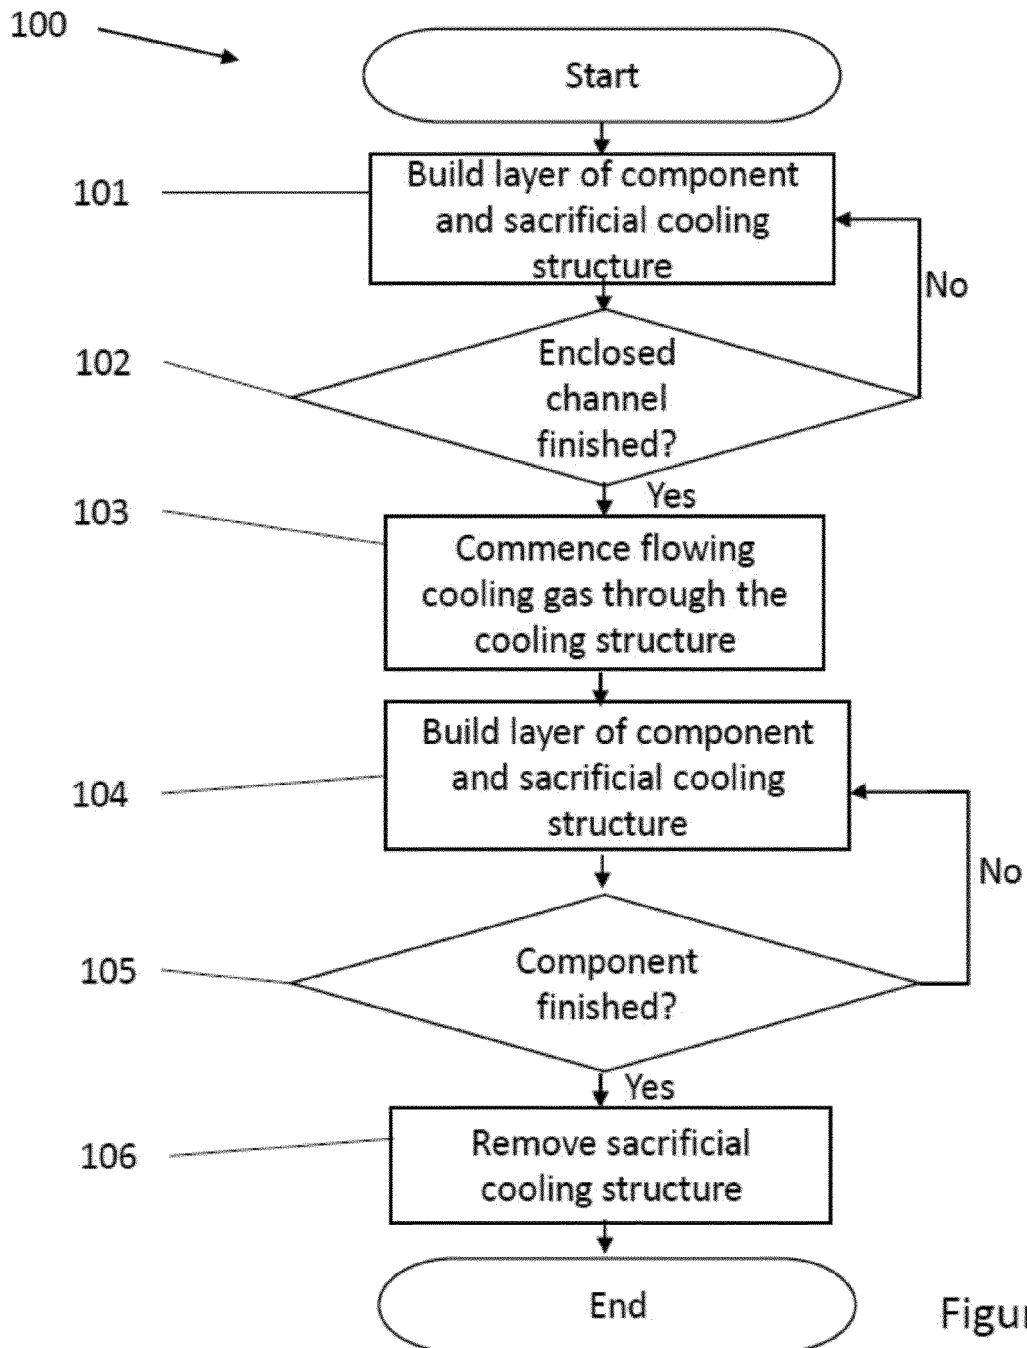 100
Start
101
Build layer of component
and sacrificial cooling
structure
No
102
Enclosed
channel
finished?
Yes
103
Commence flowing
cooling gas through the
cooling structure
104
Build layer of component
and sacrificial cooling
structure
No
105
Component
finished?
Yes
106
Remove sacrificial
cooling structure
End
Figur